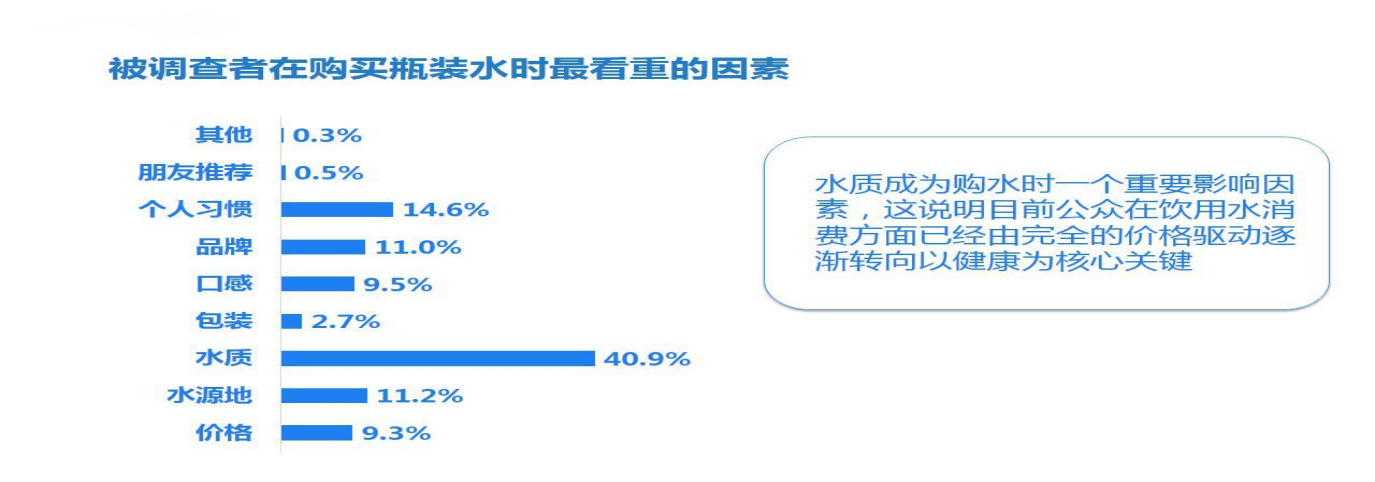 被调查者在购买瓶装水时最看重的因素
其他 0.3%
朋友推荐 0.5%
个人习惯 14.6%
品牌 11.0%
口感 9.5%
包装 2.7%
水质 40.9%
水源地 11.2%
价格 9.3%
水质成为购水时一个重要影响因
素，这说明目前公众在饮用水消
费方面已经由完全的价格驱动逐
渐转向以健康为核心关键